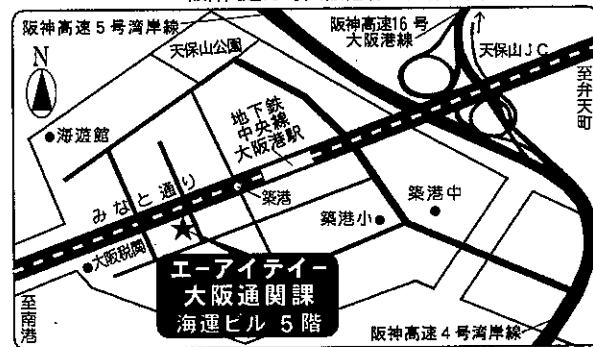 阪神高速5号湾岸線
阪神高速16号
大阪港線
天保山公園
天保山JC.
N
至弁天町
地下鉄
中央線
大阪港駅
海遊館
みなと通り
築港
築港中
築港小
大阪税関
エーアイテイー
大阪通関課
海運ビル 5階
至南港
阪神高速4号湾岸線